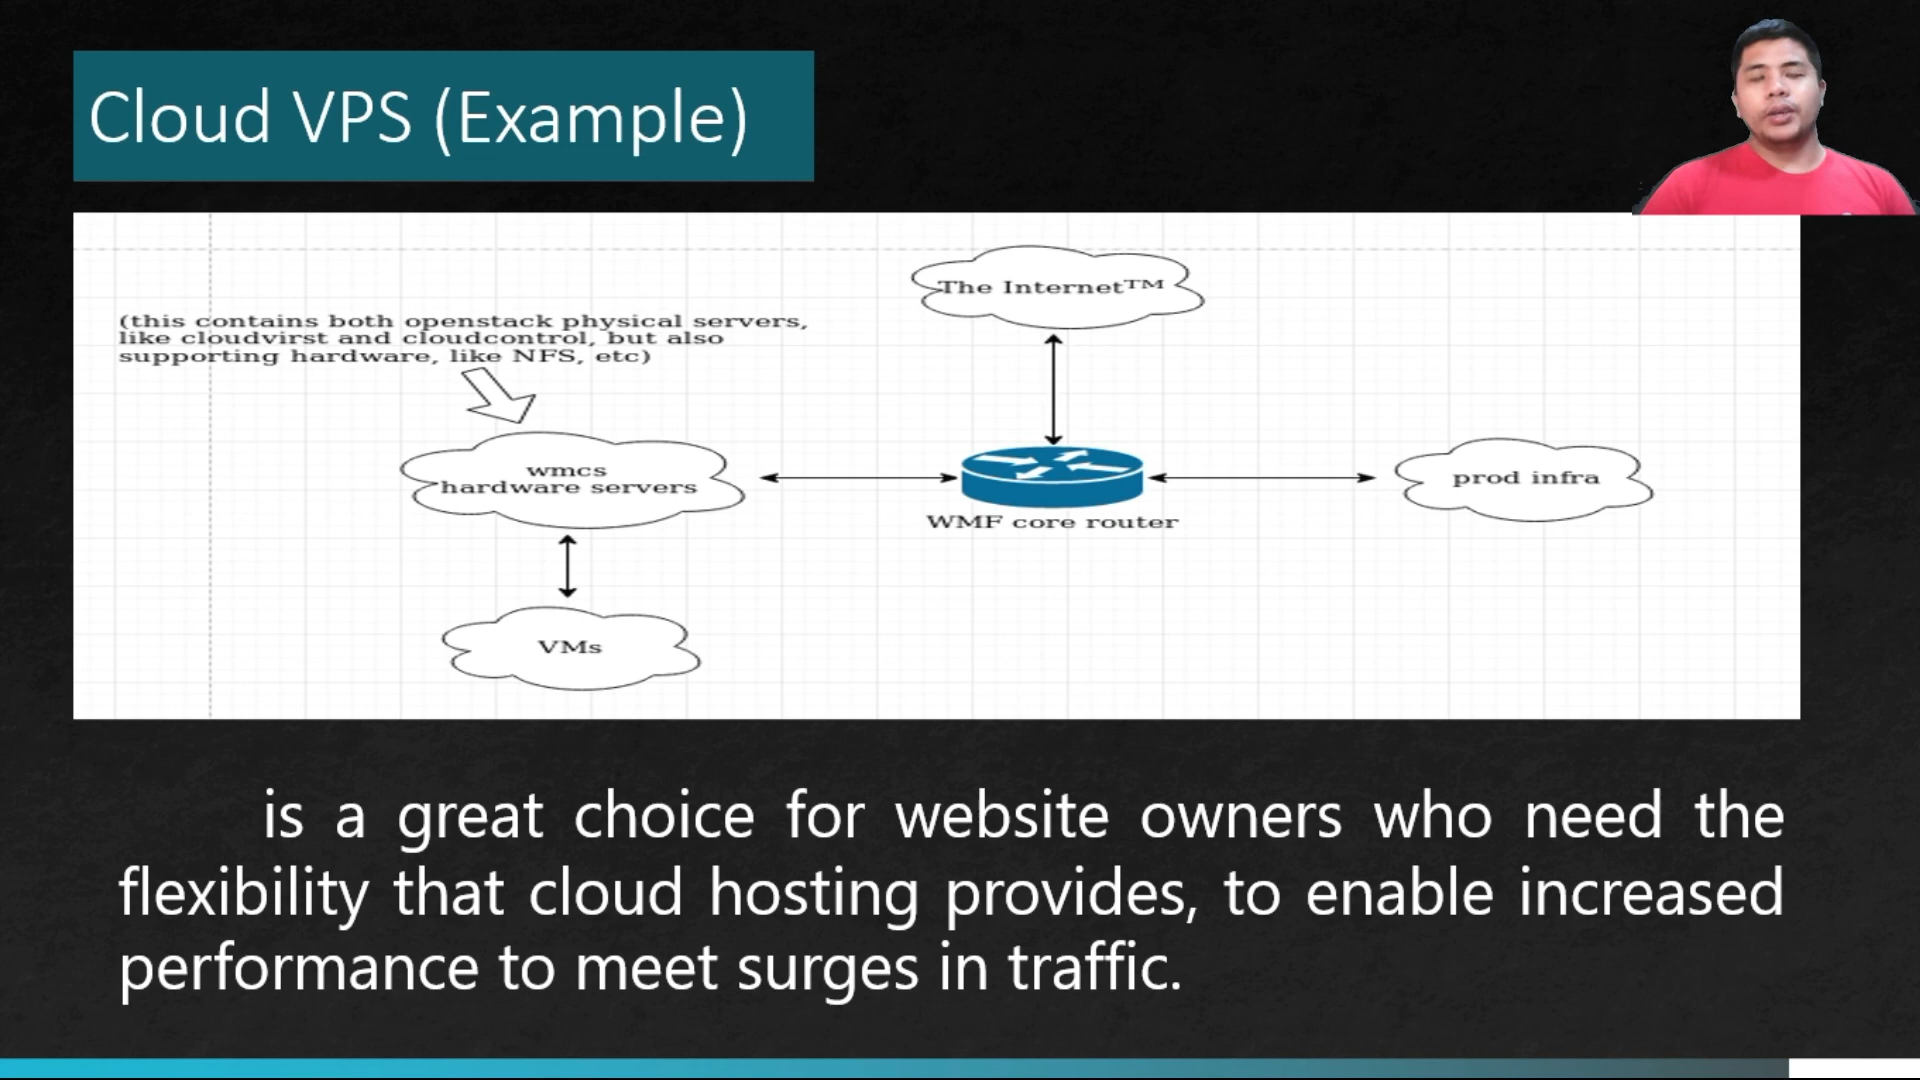 Cloud VPS (Example)
The Internet™
(this contains both openstack physical servers,
like cloudvirst and cloudcontrol, but also
supporting hardware, like NFS, etc)
wmcs
hardware servers
prod infra
WMF core router
VMs
is a great choice for website owners who need the
flexibility that cloud hosting provides, to enable increased
performance to meet surges in traffic.